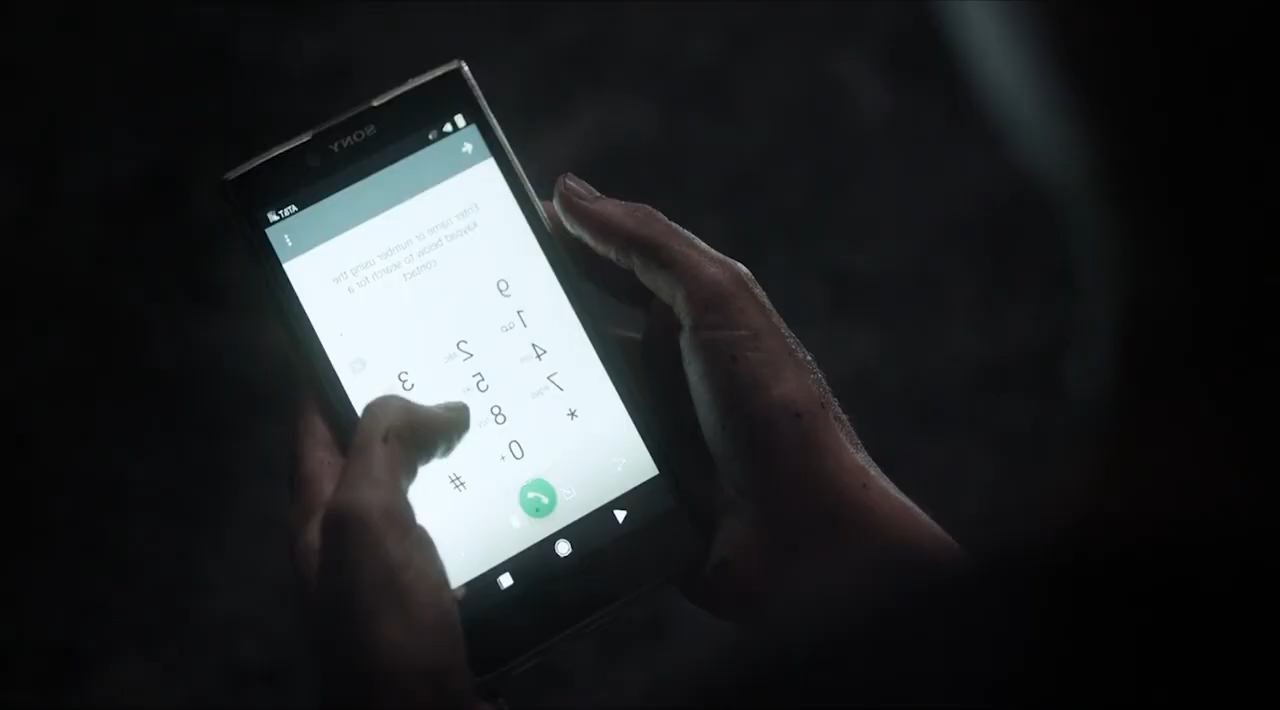 SONY
AT&T
Enter name or number using the
keypad below to search for a
contact
9
1
2
3
4
5
7
8
*
0 +
#